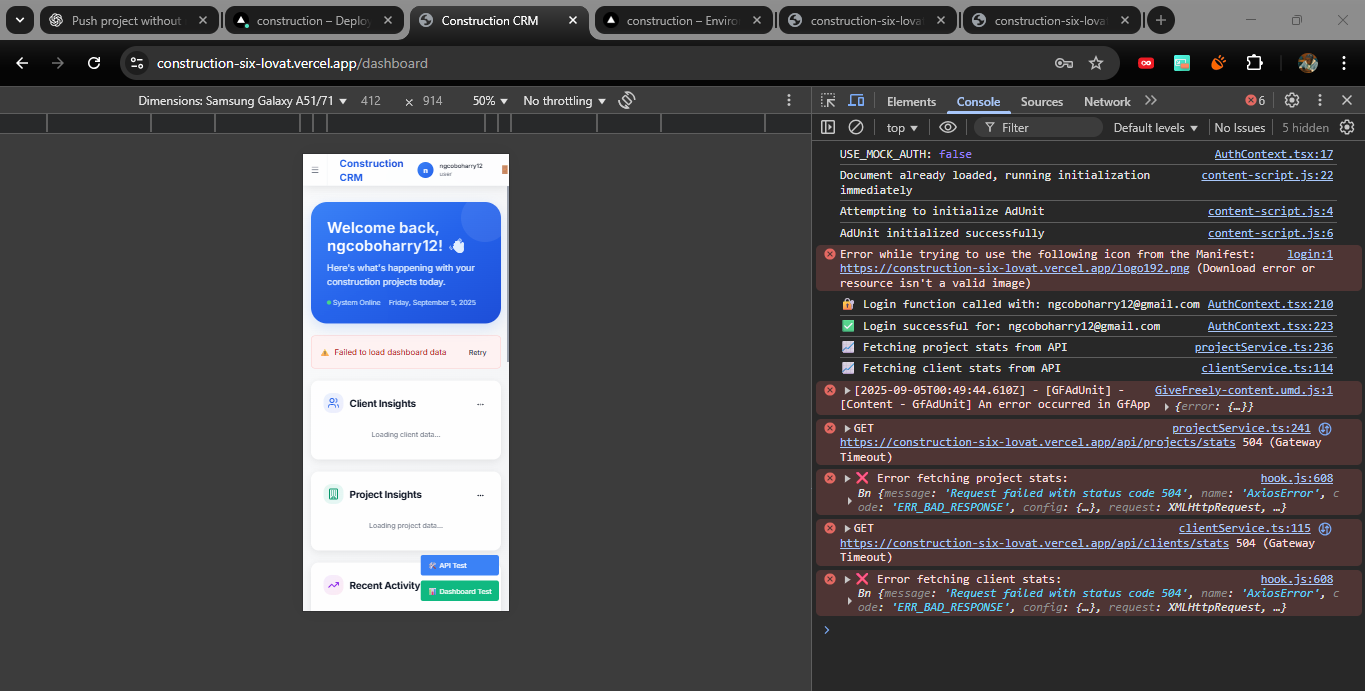 Push project without
construction – Deploy
Construction CRM
construction – Enviro
construction-six-lovat
construction-six-lovat
construction-six-lovat.vercel.app/dashboard
Dimensions: Samsung Galaxy A51/71
412
×
914
50%
No throttling
Elements
Console
Sources
Network
6
top
Filter
Default levels
No Issues
5 hidden
Construction
CRM
n
ngcoboharry12
user
Welcome back,
ngcoboharry12! 👋
Here's what's happening with your
construction projects today.
System Online
Friday, September 5, 2025
Failed to load dashboard data
Retry
Client Insights
...
Loading client data...
Project Insights
...
Loading project data...
Recent Activity
API Test
Dashboard Test
USE_MOCK_AUTH: false
AuthContext.tsx:17
Document already loaded, running initialization
content-script.js:22
immediately
Attempting to initialize AdUnit
content-script.js:4
AdUnit initialized successfully
content-script.js:6
Error while trying to use the following icon from the Manifest:
login:1
https://construction-six-lovat.vercel.app/logo192.png (Download error or
resource isn't a valid image)
🔐 Login function called with: ngcoboharry12@gmail.com
AuthContext.tsx:210
✅ Login successful for: ngcoboharry12@gmail.com
AuthContext.tsx:223
📈 Fetching project stats from API
projectService.ts:236
📈 Fetching client stats from API
clientService.ts:114
[2025-09-05T00:49:44.610Z] - [GFAdUnit] -
GiveFreely-content.umd.js:1
[Content - GfAdUnit] An error occurred in GfApp
{error: {…}}
GET
projectService.ts:241
https://construction-six-lovat.vercel.app/api/projects/stats 504 (Gateway
Timeout)
❌ Error fetching project stats:
hook.js:608
Bn {message: 'Request failed with status code 504', name: 'AxiosError', c
ode: 'ERR_BAD_RESPONSE', config: {…}, request: XMLHttpRequest, …}
GET
clientService.ts:115
https://construction-six-lovat.vercel.app/api/clients/stats 504 (Gateway
Timeout)
❌ Error fetching client stats:
hook.js:608
Bn {message: 'Request failed with status code 504', name: 'AxiosError', c
ode: 'ERR_BAD_RESPONSE', config: {…}, request: XMLHttpRequest, …}